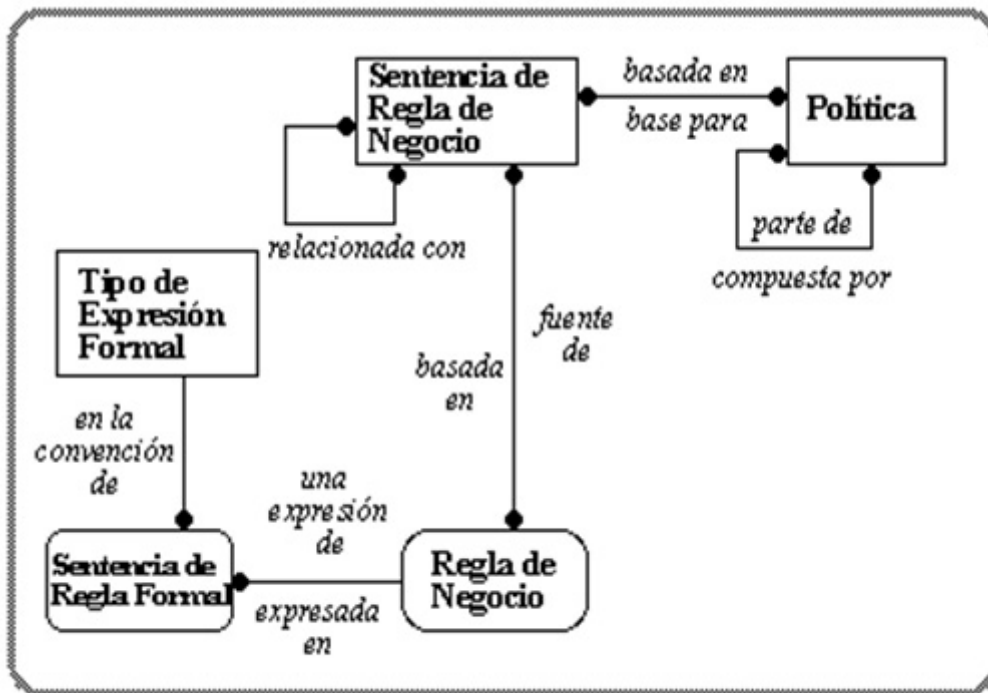 Sentencia de
Regla de
Negocio
basada en
base para
Política
relacionada con
parte de
compuesta por
Tipo de
Expresión
Formal
fuente
de
basada
en
en la
convención
de
una
expresión
de
Sentencia de
Regla Formal
expresada
en
Regla de
Negocio